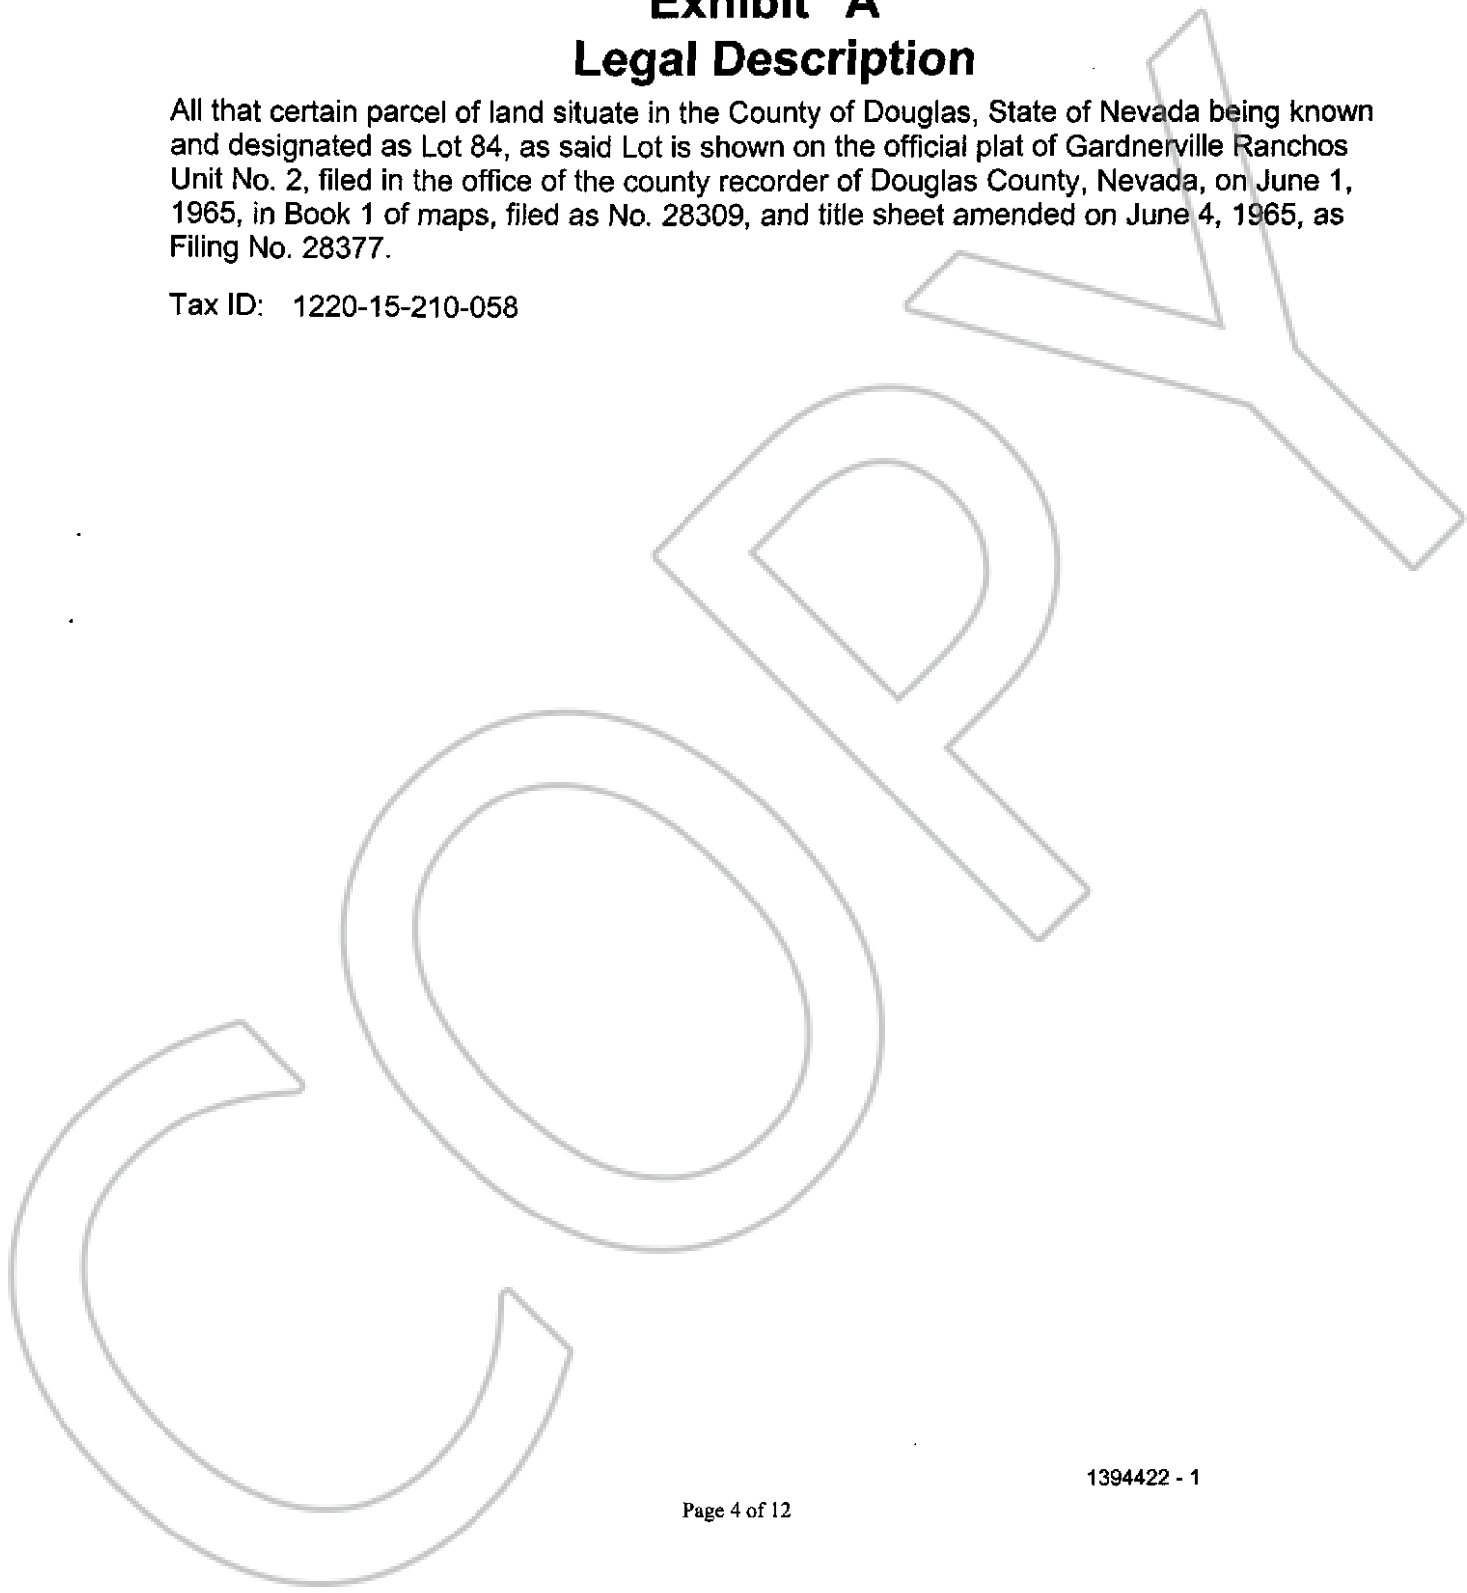 Exhibit "A"
Legal Description
All that certain parcel of land situate in the County of Douglas, State of Nevada being known
and designated as Lot 84, as said Lot is shown on the official plat of Gardnerville Ranchos
Unit No. 2, filed in the office of the county recorder of Douglas County, Nevada, on June 1,
1965, in Book 1 of maps, filed as No. 28309, and title sheet amended on June 4, 1965, as
Filing No. 28377.
Tax ID: 1220-15-210-058
COPY
1394422 - 1
Page 4 of 12